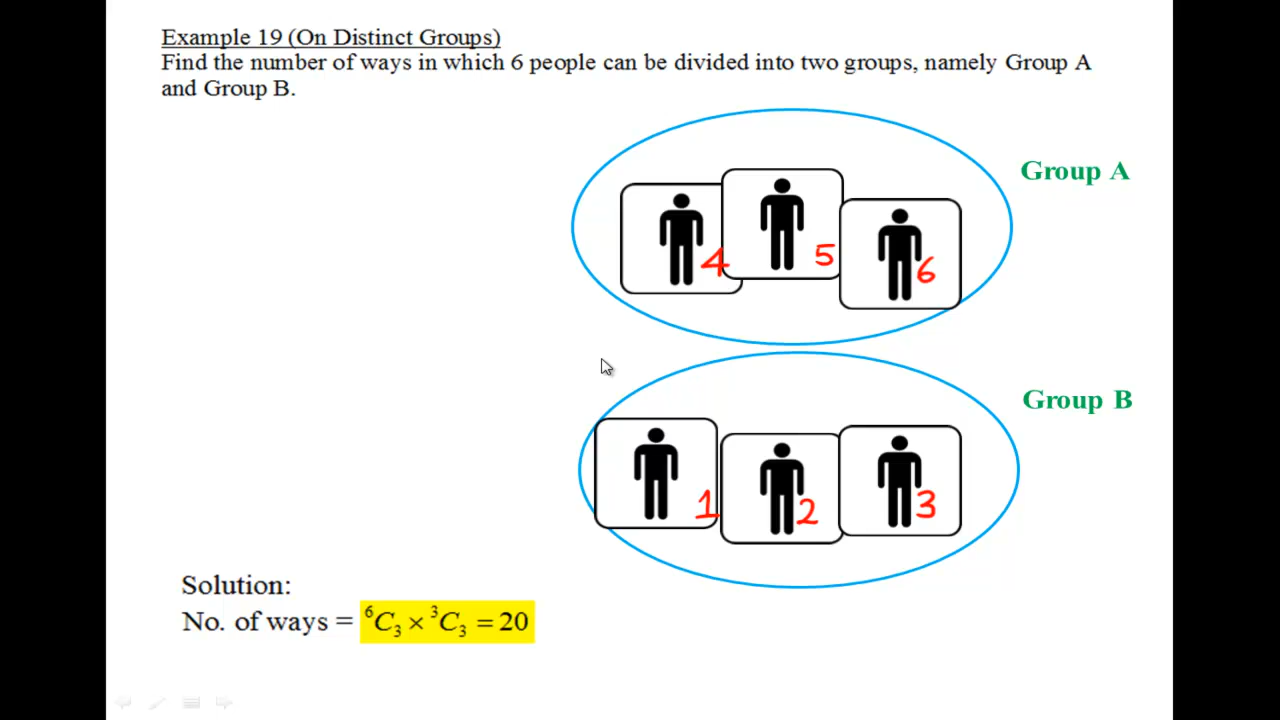 Example 19 (On Distinct Groups)
Find the number of ways in which 6 people can be divided into two groups, namely Group A
and Group B.
Group A
4
5
6
Group B
1
2
3
Solution:
No. of ways = ⁶C₃ × ³C₃ = 20